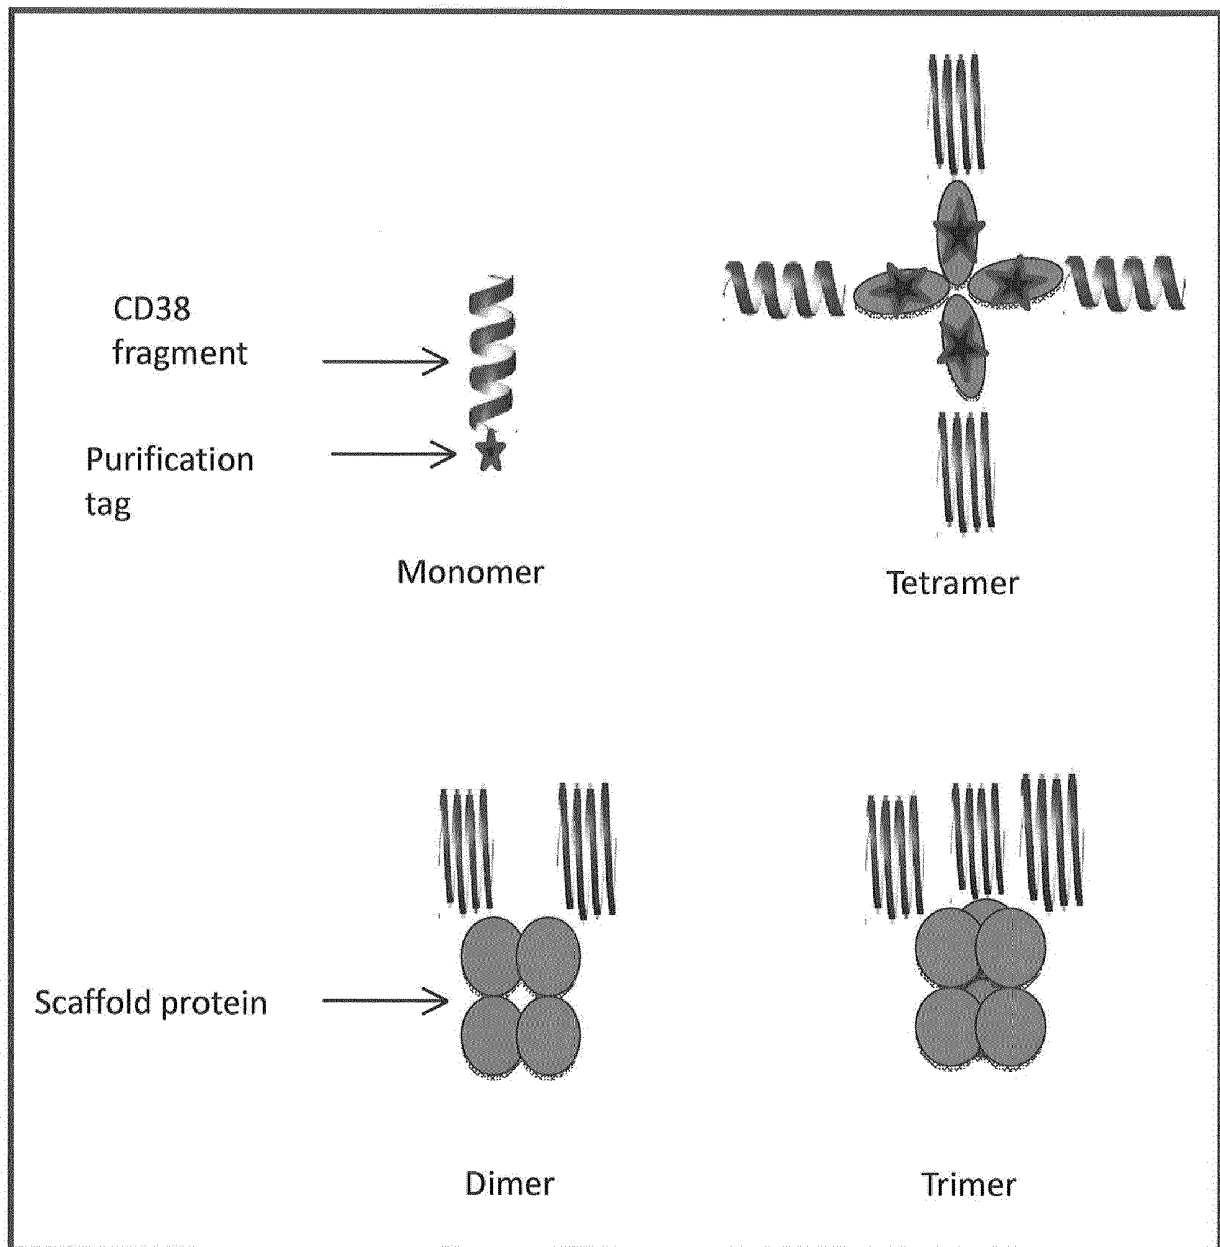 CD38
fragment
Purification
tag
Monomer
Tetramer
Scaffold protein
Dimer
Trimer